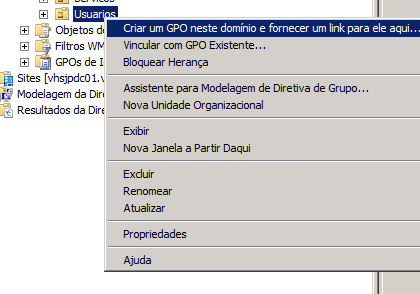 Usuarios
Criar um GPO neste domínio e fornecer um link para ele aqui...
Objetos de
Vincular com GPO Existente...
Filtros WM
Bloquear Herança
GPOs de I
Sites [vhsjpdc01.v
Assistente para Modelagem de Diretiva de Grupo...
Modelagem da Dire
Nova Unidade Organizacional
Resultados da Dire
Exibir
Nova Janela a Partir Daqui
Excluir
Renomear
Atualizar
Propriedades
Ajuda